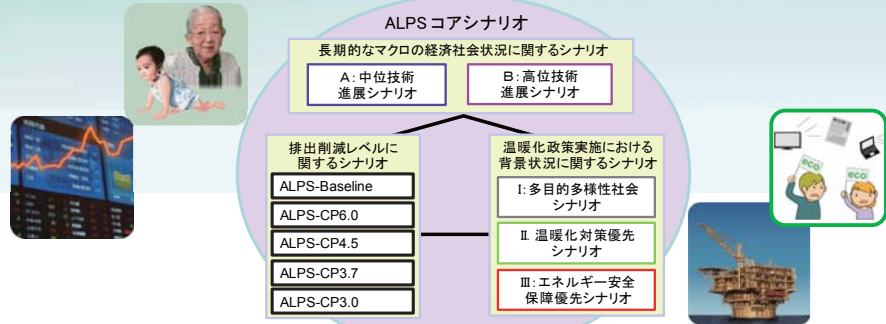 ALPS コアシナリオ
長期的なマクロの経済社会状況に関するシナリオ
A：中位技術
進展シナリオ
B：高位技術
進展シナリオ
排出削減レベルに
関するシナリオ
ALPS-Baseline
ALPS-CP6.0
ALPS-CP4.5
ALPS-CP3.7
ALPS-CP3.0
温暖化政策実施における
背景状況に関するシナリオ
I：多目的多様性社会
シナリオ
II. 温暖化対策優先
シナリオ
III：エネルギー安全
保障優先シナリオ
eco
eco